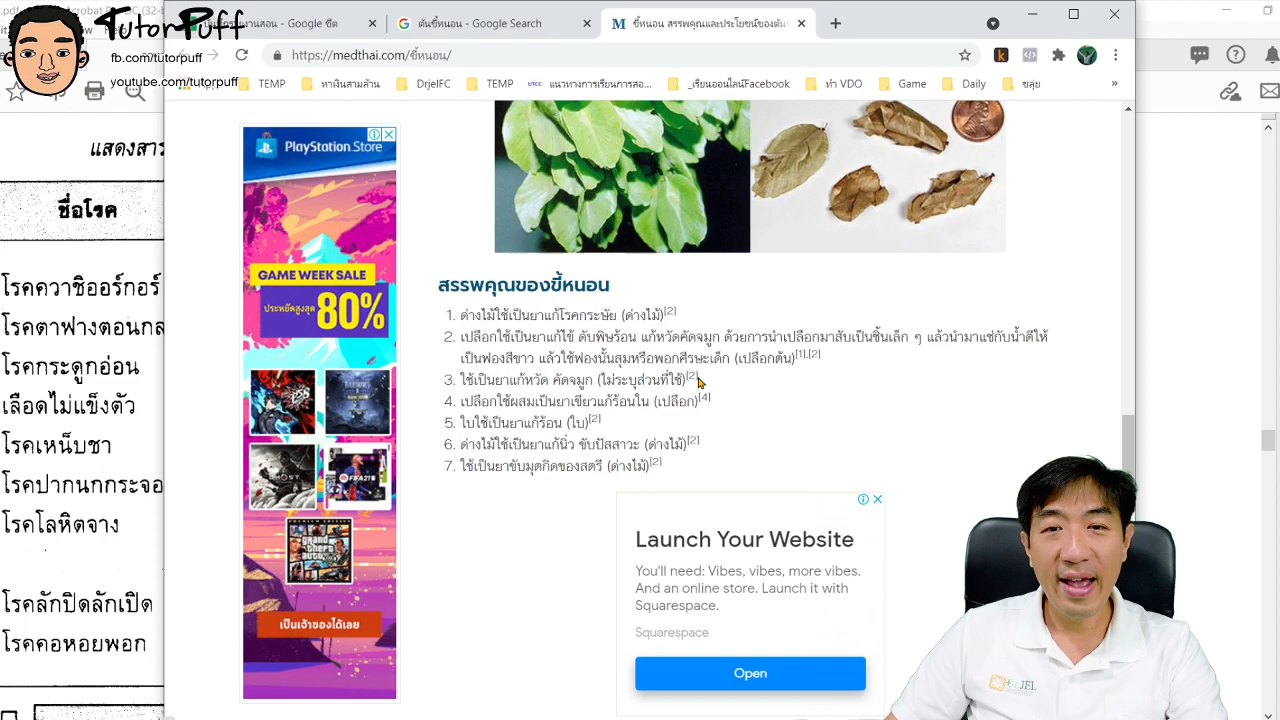 TutorPuff
fb.com/tutorpuff
youtube.com/tutorpuff
ต้นขี้หนอน - Google Search
ขี้หนอน สรรพคุณและประโยชน์ของต้น
https://medthai.com/ขี้หนอน/
TEMP
หาเงินสามล้าน
DrjelFC
TEMP
UTCC
แนวทางการเรียนการสอ...
_เรียนออนไลน์Facebook
ทำ VDO
Game
Daily
ขลุ่ย
แสดงสาร
ชื่อโรค
โรคควาชิออร์กอร์
โรคตาฟางตอนกล
โรคกระดูกอ่อน
เลือดไม่แข็งตัว
โรคเหน็บชา
โรคปากนกกระจอ
โรคโลหิตจาง
โรคลักปิดลักเปิด
โรคคอหอยพอก
PlayStation Store
GAME WEEK SALE
ประหยัดสูงสุด 80%
GHOST
FIFA 21
grand theft auto
เป็นเจ้าของได้เลย
สรรพคุณของขี้หนอน
1. ด่างไม้ใช้เป็นยาแก้โรคกระษัย (ด่างไม้)[2]
2. เปลือกใช้เป็นยาแก้ไข้ ดับพิษร้อน แก้หวัดคัดจมูก ด้วยการนำเปลือกมาสับเป็นชิ้นเล็ก ๆ แล้วนำมาแช่กับน้ำตีให้
เป็นฟองสีขาว แล้วใช้ฟองนั้นสุมหรือพอกศีรษะเด็ก (เปลือกต้น)[1],[2]
3. ใช้เป็นยาแก้หวัด คัดจมูก (ไม่ระบุส่วนที่ใช้)[2]
4. เปลือกใช้ผสมเป็นยาเขียวแก้ร้อนใน (เปลือก)[4]
5. ใบใช้เป็นยาแก้ร้อน (ใบ)[2]
6. ด่างไม้ใช้เป็นยาแก้นิ่ว ขับปัสสาวะ (ด่างไม้)[2]
7. ใช้เป็นยาขับมุตกิดของสตรี (ด่างไม้)[2]
Launch Your Website
You'll need: Vibes, vibes, more vibes.
And an online store. Launch it with
Squarespace.
Squarespace
Open